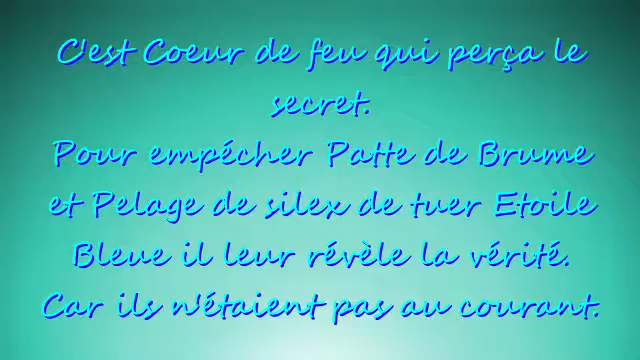 C'est Coeur de feu qui perça le
secret.
Pour empécher Patte de Brume
et Pelage de silex de tuer Etoile
Bleue il leur révèle la vérité.
Car ils n'étaient pas au courant.